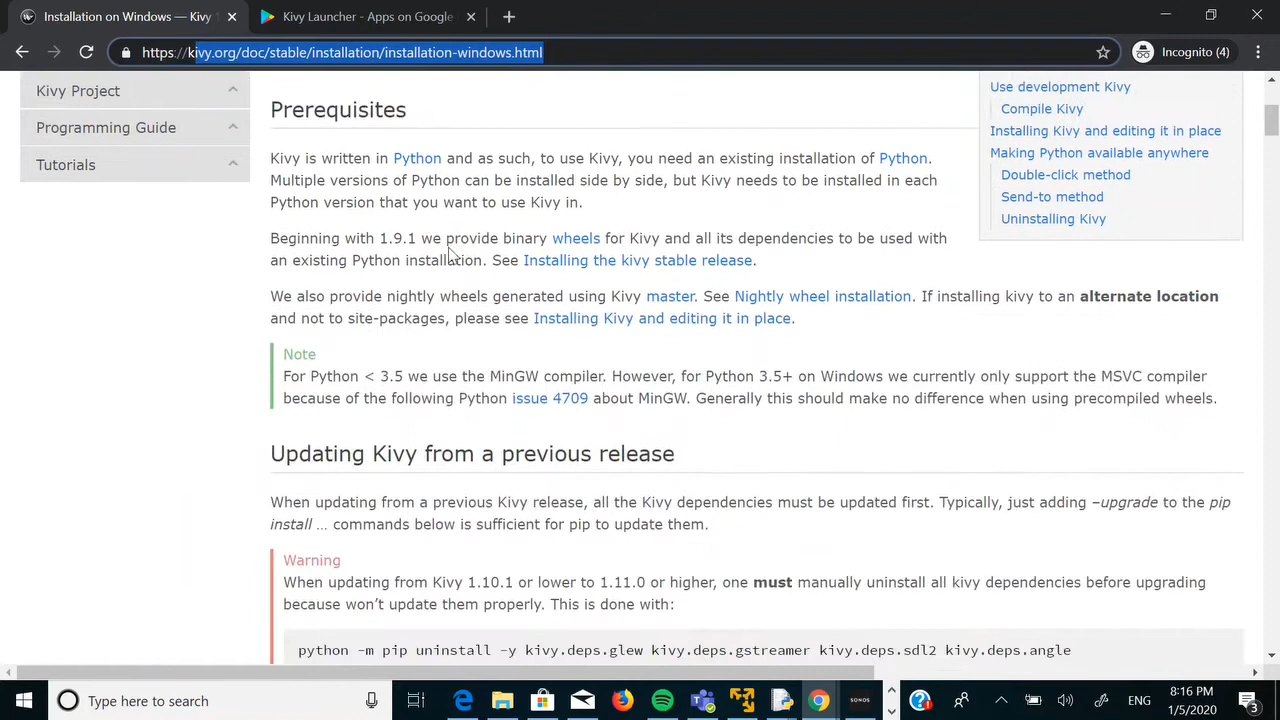 Installation on Windows — Kivy
Kivy Launcher - Apps on Google
https://kivy.org/doc/stable/installation/installation-windows.html
Incognito (4)
Kivy Project
Programming Guide
Tutorials
Use development Kivy
Compile Kivy
Installing Kivy and editing it in place
Making Python available anywhere
Double-click method
Send-to method
Uninstalling Kivy
Prerequisites
Kivy is written in Python and as such, to use Kivy, you need an existing installation of Python.
Multiple versions of Python can be installed side by side, but Kivy needs to be installed in each
Python version that you want to use Kivy in.
Beginning with 1.9.1 we provide binary wheels for Kivy and all its dependencies to be used with
an existing Python installation. See Installing the kivy stable release.
We also provide nightly wheels generated using Kivy master. See Nightly wheel installation. If installing kivy to an alternate location
and not to site-packages, please see Installing Kivy and editing it in place.
Note
For Python < 3.5 we use the MinGW compiler. However, for Python 3.5+ on Windows we currently only support the MSVC compiler
because of the following Python issue 4709 about MinGW. Generally this should make no difference when using precompiled wheels.
Updating Kivy from a previous release
When updating from a previous Kivy release, all the Kivy dependencies must be updated first. Typically, just adding –upgrade to the pip
install … commands below is sufficient for pip to update them.
Warning
When updating from Kivy 1.10.1 or lower to 1.11.0 or higher, one must manually uninstall all kivy dependencies before upgrading
because won't update them properly. This is done with:
python -m pip uninstall -y kivy.deps.glew kivy.deps.gstreamer kivy.deps.sdl2 kivy.deps.angle
Type here to search
SONOS
ENG
8:16 PM
1/5/2020
3